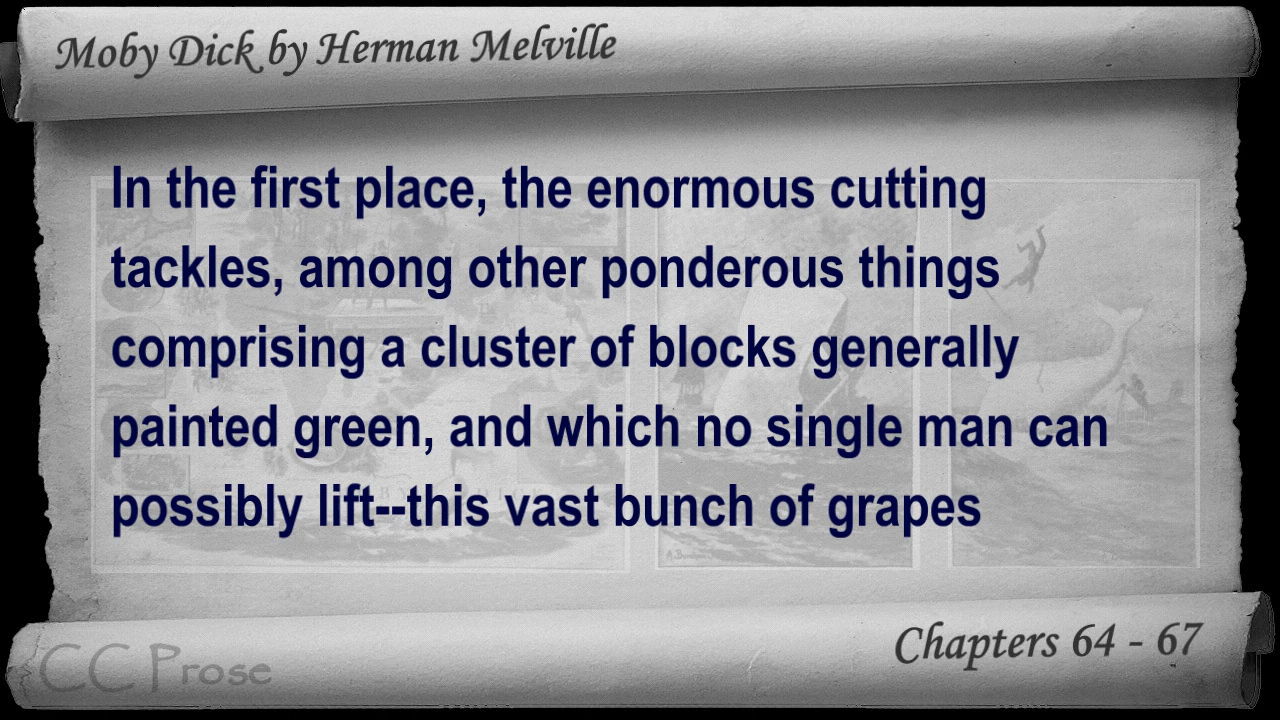 Moby Dick by Herman Melville
In the first place, the enormous cutting
tackles, among other ponderous things
comprising a cluster of blocks generally
painted green, and which no single man can
possibly lift--this vast bunch of grapes
Chapters 64 - 67
CC Prose